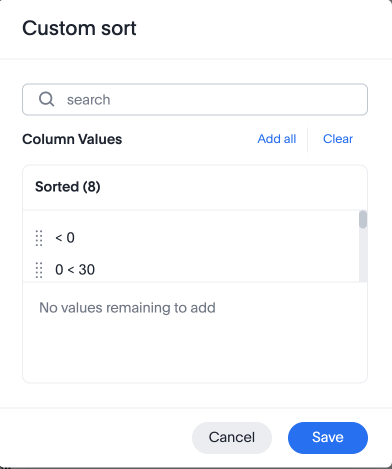 Custom sort
search
Column Values Add all Clear
Sorted (8)
< 0
0 < 30
No values remaining to add
Cancel Save